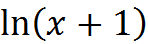 ln(x + 1)